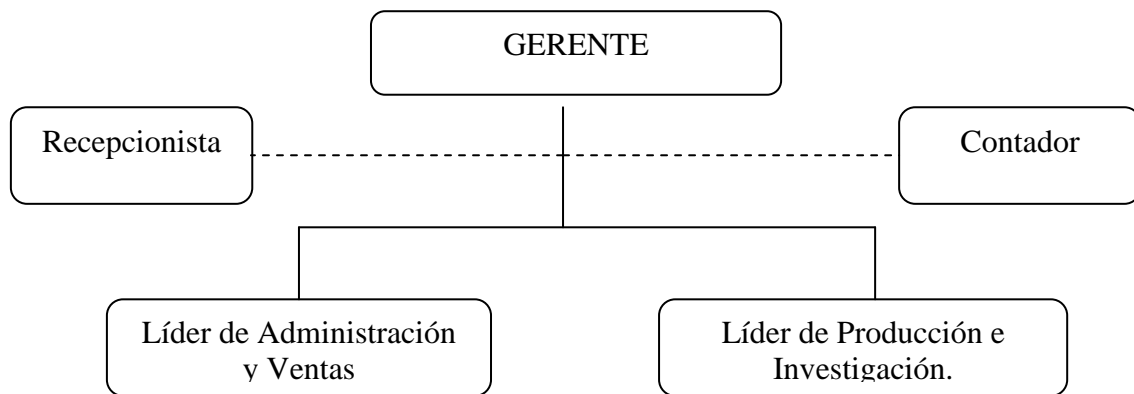 GERENTE
Recepcionista
Contador
Líder de Administración
y Ventas
Líder de Producción e
Investigación.